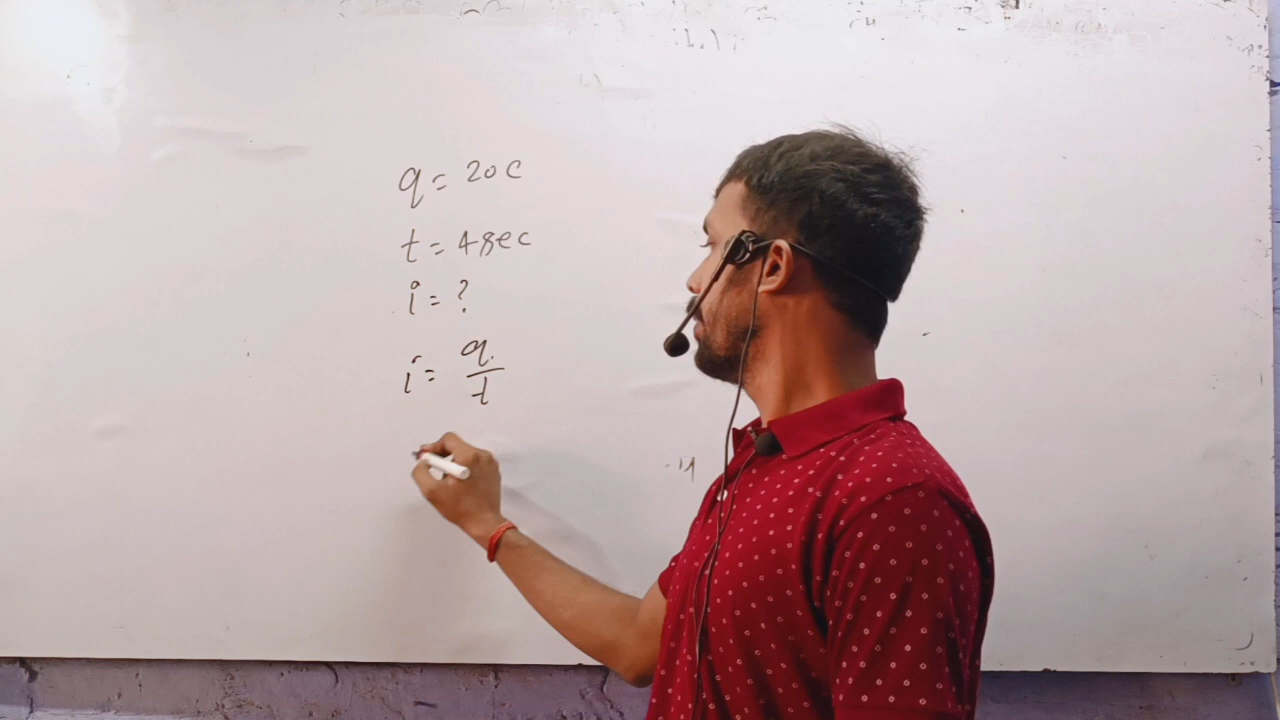 q = 20 C
t = 4 sec
i = ?
i = q/t